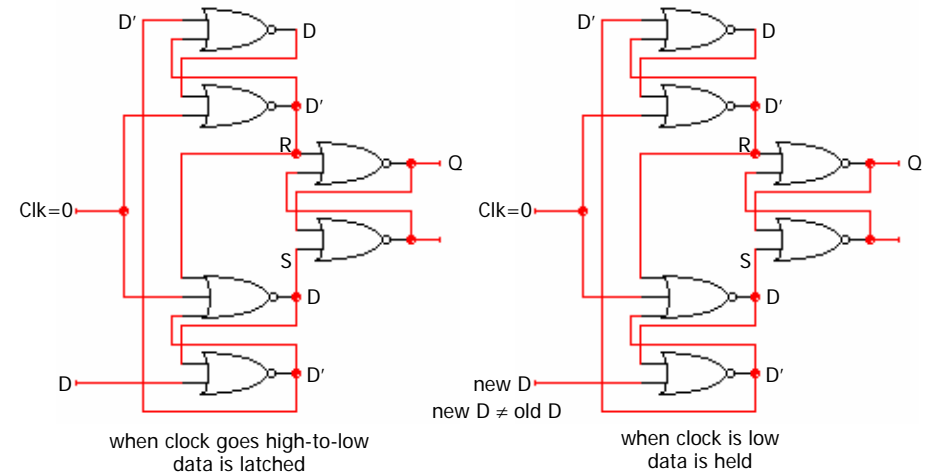 D′
D
D′
R
Q
Clk=0
S
D
D
D′
when clock goes high-to-low
data is latched
D′
D
D′
R
Q
Clk=0
S
D
new D
D′
new D ≠ old D
when clock is low
data is held